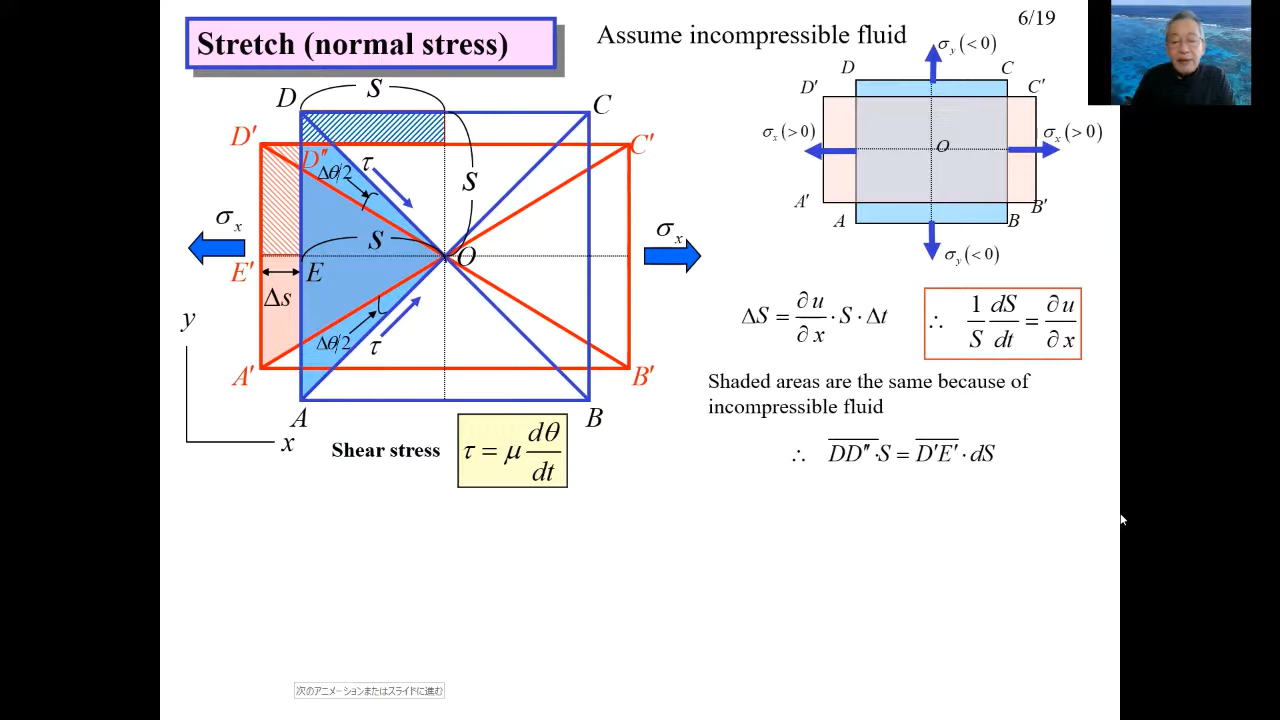 Stretch (normal stress)
Assume incompressible fluid
6/19
σy (< 0)
D
C
D′
C′
σx (> 0)
σx (> 0)
O
A′
B′
A
B
σy (< 0)
S
D
C
D′
C′
D″
Δθ/2
τ
S
σx
S
σx
E′
E
O
Δs
y
Δθ/2
τ
A′
B′
A
B
x
ΔS = ∂u/∂x · S · Δt
∴ 1/S dS/dt = ∂u/∂x
Shaded areas are the same because of
incompressible fluid
∴ DD″ · S = D′E′ · dS
Shear stress
τ = μ dθ/dt
次のアニメーションまたはスライドに進む